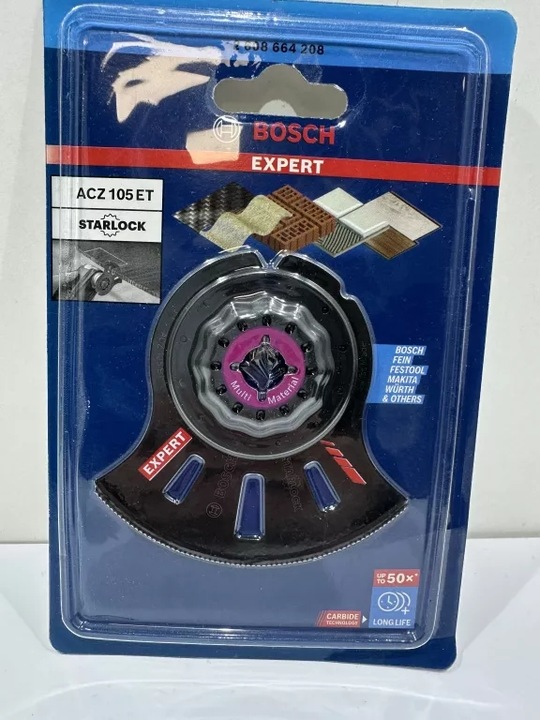 608 664 208
BOSCH
EXPERT
ACZ 105 ET
STARLOCK
BOSCH
FEIN
FESTOOL
MAKITA
WÜRTH
& OTHERS
Multi Material
EXPERT
BOSCH
STARLOCK
UP TO 50×*
LONG LIFE
CARBIDE
TECHNOLOGY